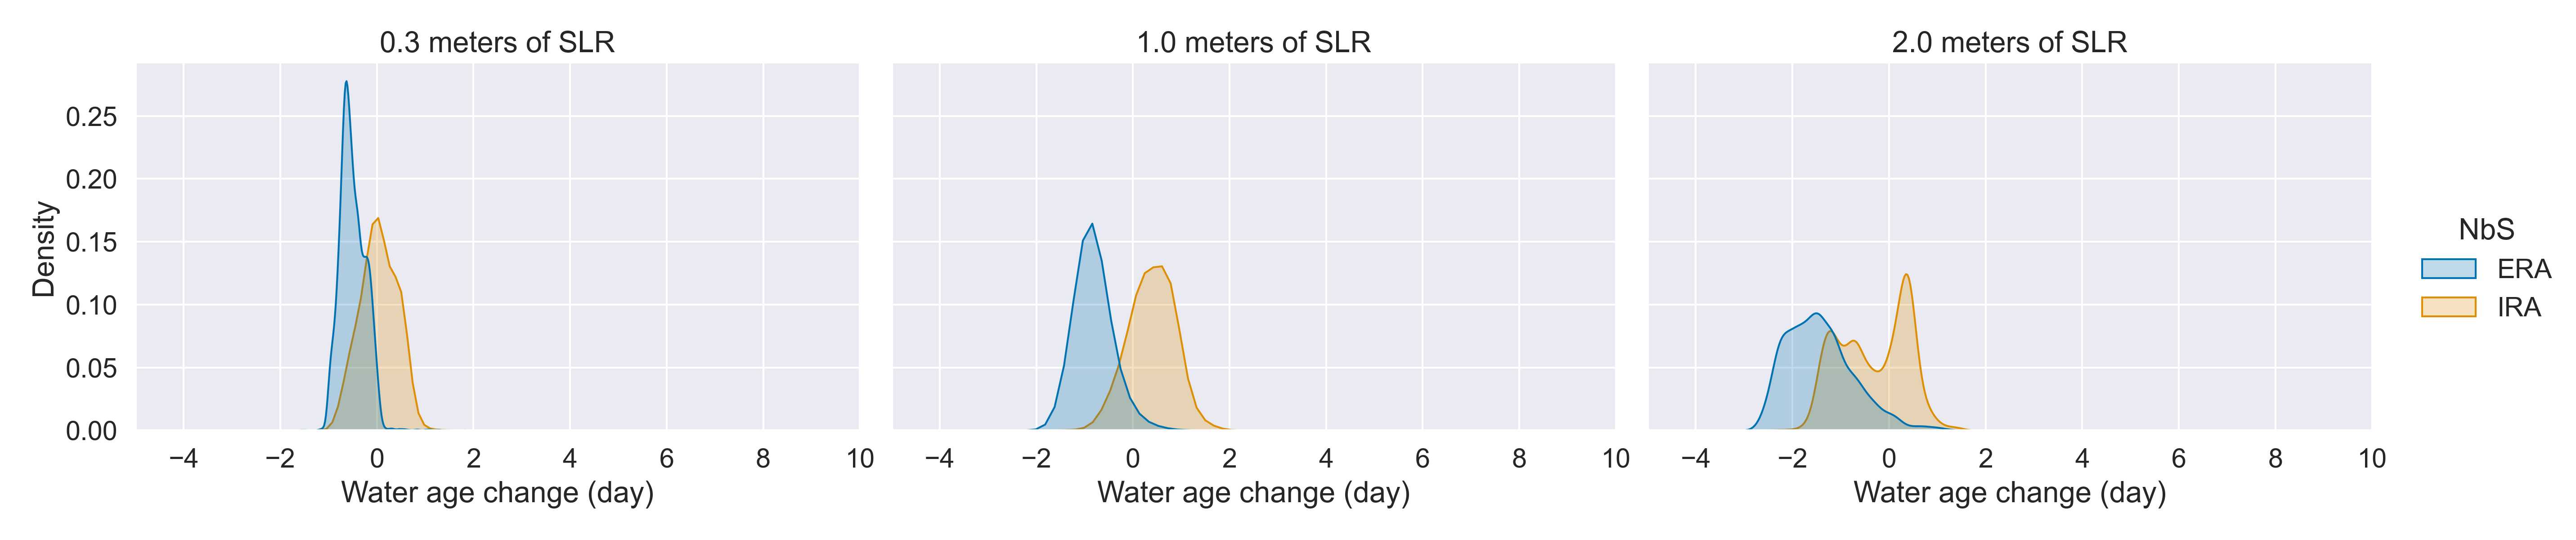 0.3 meters of SLR
1.0 meters of SLR
2.0 meters of SLR
Density
0.25
0.20
0.15
0.10
0.05
0.00
−4 −2 0 2 4 6 8 10
−4 −2 0 2 4 6 8 10
−4 −2 0 2 4 6 8 10
Water age change (day)
Water age change (day)
Water age change (day)
NbS
ERA
IRA